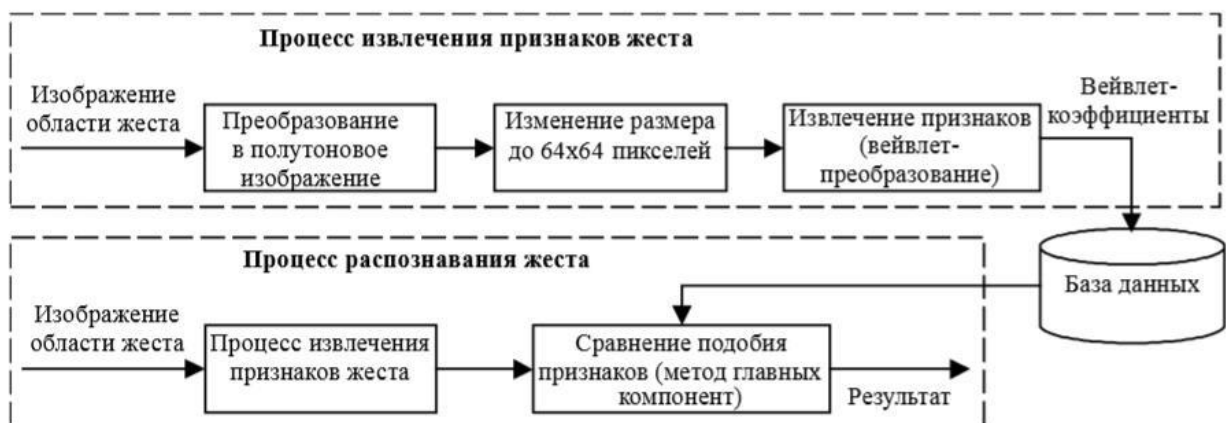 Процесс извлечения признаков жеста
Изображение
области жеста
Преобразование
в полутоновое
изображение
Изменение размера
до 64х64 пикселей
Извлечение признаков
(вейвлет-
преобразование)
Вейвлет-
коэффициенты
База данных
Процесс распознавания жеста
Изображение
области жеста
Процесс извлечения
признаков жеста
Сравнение подобия
признаков (метод главных
компонент)
Результат